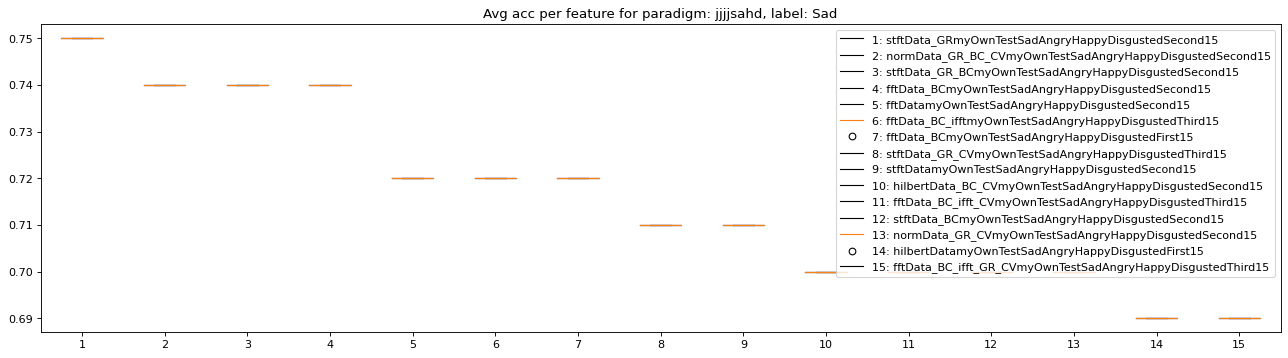 Avg acc per feature for paradigm: jjjjsahd, label: Sad
0.75
0.74
0.73
0.72
0.71
0.70
0.69
1: stftData_GRmyOwnTestSadAngryHappyDisgustedSecond15
2: normData_GR_BC_CVmyOwnTestSadAngryHappyDisgustedSecond15
3: stftData_GR_BCmyOwnTestSadAngryHappyDisgustedSecond15
4: fftData_BCmyOwnTestSadAngryHappyDisgustedSecond15
5: fftDatamyOwnTestSadAngryHappyDisgustedSecond15
6: fftData_BC_ifftmyOwnTestSadAngryHappyDisgustedThird15
7: fftData_BCmyOwnTestSadAngryHappyDisgustedFirst15
8: stftData_GR_CVmyOwnTestSadAngryHappyDisgustedThird15
9: stftDatamyOwnTestSadAngryHappyDisgustedSecond15
10: hilbertData_BC_CVmyOwnTestSadAngryHappyDisgustedSecond15
11: fftData_BC_ifft_CVmyOwnTestSadAngryHappyDisgustedThird15
12: stftData_BCmyOwnTestSadAngryHappyDisgustedSecond15
13: normData_GR_CVmyOwnTestSadAngryHappyDisgustedSecond15
14: hilbertDatamyOwnTestSadAngryHappyDisgustedFirst15
15: fftData_BC_ifft_GR_CVmyOwnTestSadAngryHappyDisgustedThird15
1 2 3 4 5 6 7 8 9 10 11 12 13 14 15